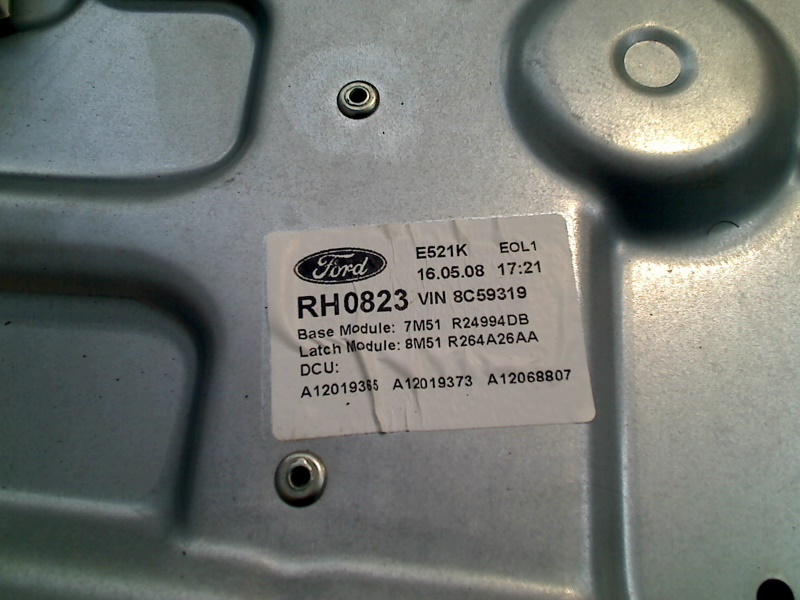 Ford E521K EOL1
16.05.08 17:21
RH0823 VIN 8C59319
Base Module: 7M51 R24994DB
Latch Module: 8M51 R264A26AA
DCU:
A12019365 A12019373 A12068807